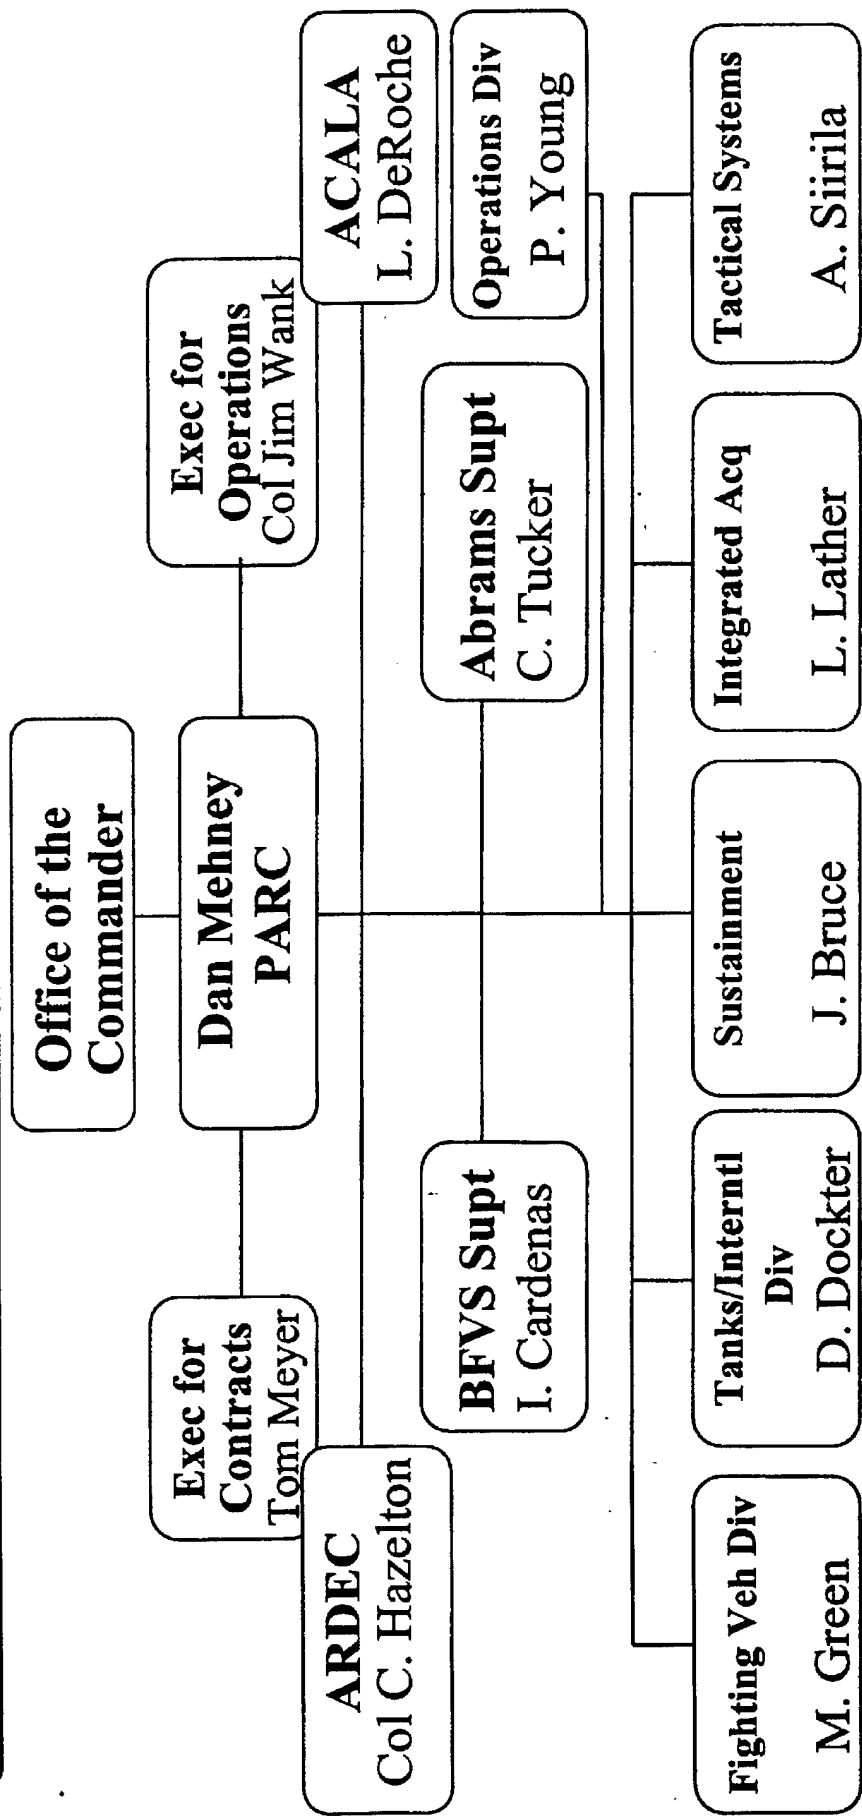 Office of the
Commander
Dan Mehney
PARC
Exec for
Contracts
Tom Meyer
Exec for
Operations
Col Jim Wank
ARDEC
Col C. Hazelton
ACALA
L. DeRoche
BFVS Supt
I. Cardenas
Abrams Supt
C. Tucker
Operations Div
P. Young
Fighting Veh Div
M. Green
Tanks/Interntl
Div
D. Dockter
Sustainment
J. Bruce
Integrated Acq
L. Lather
Tactical Systems
A. Siirila